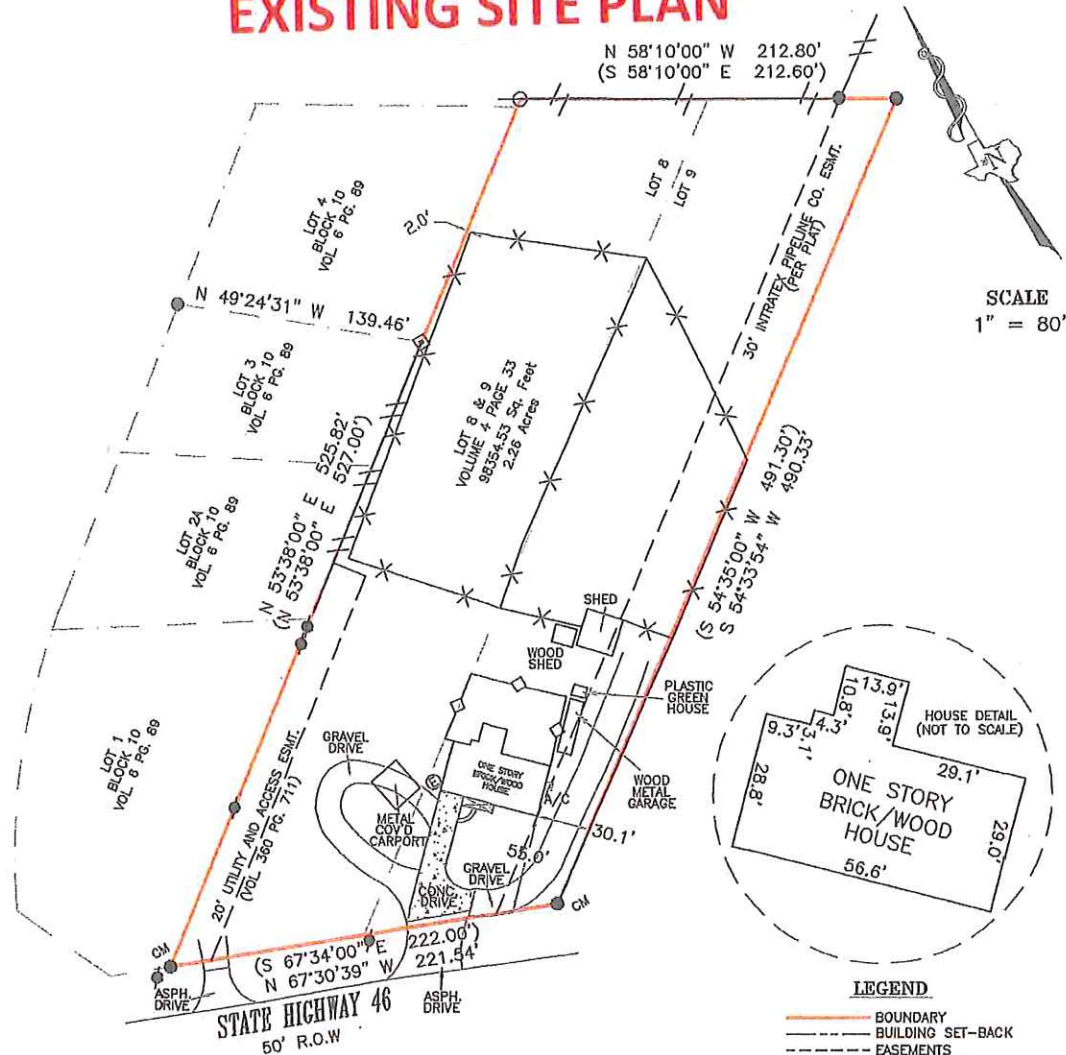 EXISTING SITE PLAN
N 58°10'00" W 212.80'
(S 58°10'00" E 212.60')
LOT 8
LOT 9
30' INTRATEX PIPELINE CO. ESMT.
(PER PLAT)
N
SCALE
1" = 80'
LOT 4
BLOCK 10
VOL. 6 PG. 89
2.0'
N 49°24'31" W 139.46'
LOT 3
BLOCK 10
VOL. 6 PG. 89
LOT 8 & 9
VOLUME 4 PAGE 33
98354.53 Sq. Feet
2.26 Acres
N 53°38'00" E 525.82'
(N 53°38'00" E 527.00')
(S 54°35'00" W 491.30')
S 54°33'54" W 490.33'
LOT 2A
BLOCK 10
VOL. 6 PG. 89
LOT 1
BLOCK 10
VOL. 6 PG. 89
20' UTILITY AND ACCESS ESMT.
(VOL. 360 PG. 711)
SHED
WOOD
SHED
PLASTIC
GREEN
HOUSE
WOOD
METAL
GARAGE
GRAVEL
DRIVE
METAL
COV'D
CARPORT
E
ONE STORY
BRICK/WOOD
HOUSE
A/C
30.1'
55.0'
GRAVEL
DRIVE
CONC.
DRIVE
CM
CM
(S 67°34'00" E 222.00')
N 67°30'39" W 221.54'
ASPH.
DRIVE
ASPH.
DRIVE
STATE HIGHWAY 46
50' R.O.W
HOUSE DETAIL
(NOT TO SCALE)
13.9'
10.8'
13.9'
9.3'
3.1'
4.3'
29.1'
28.8'
ONE STORY
BRICK/WOOD
HOUSE
29.0'
56.6'
LEGEND
BOUNDARY
BUILDING SET-BACK
EASEMENTS